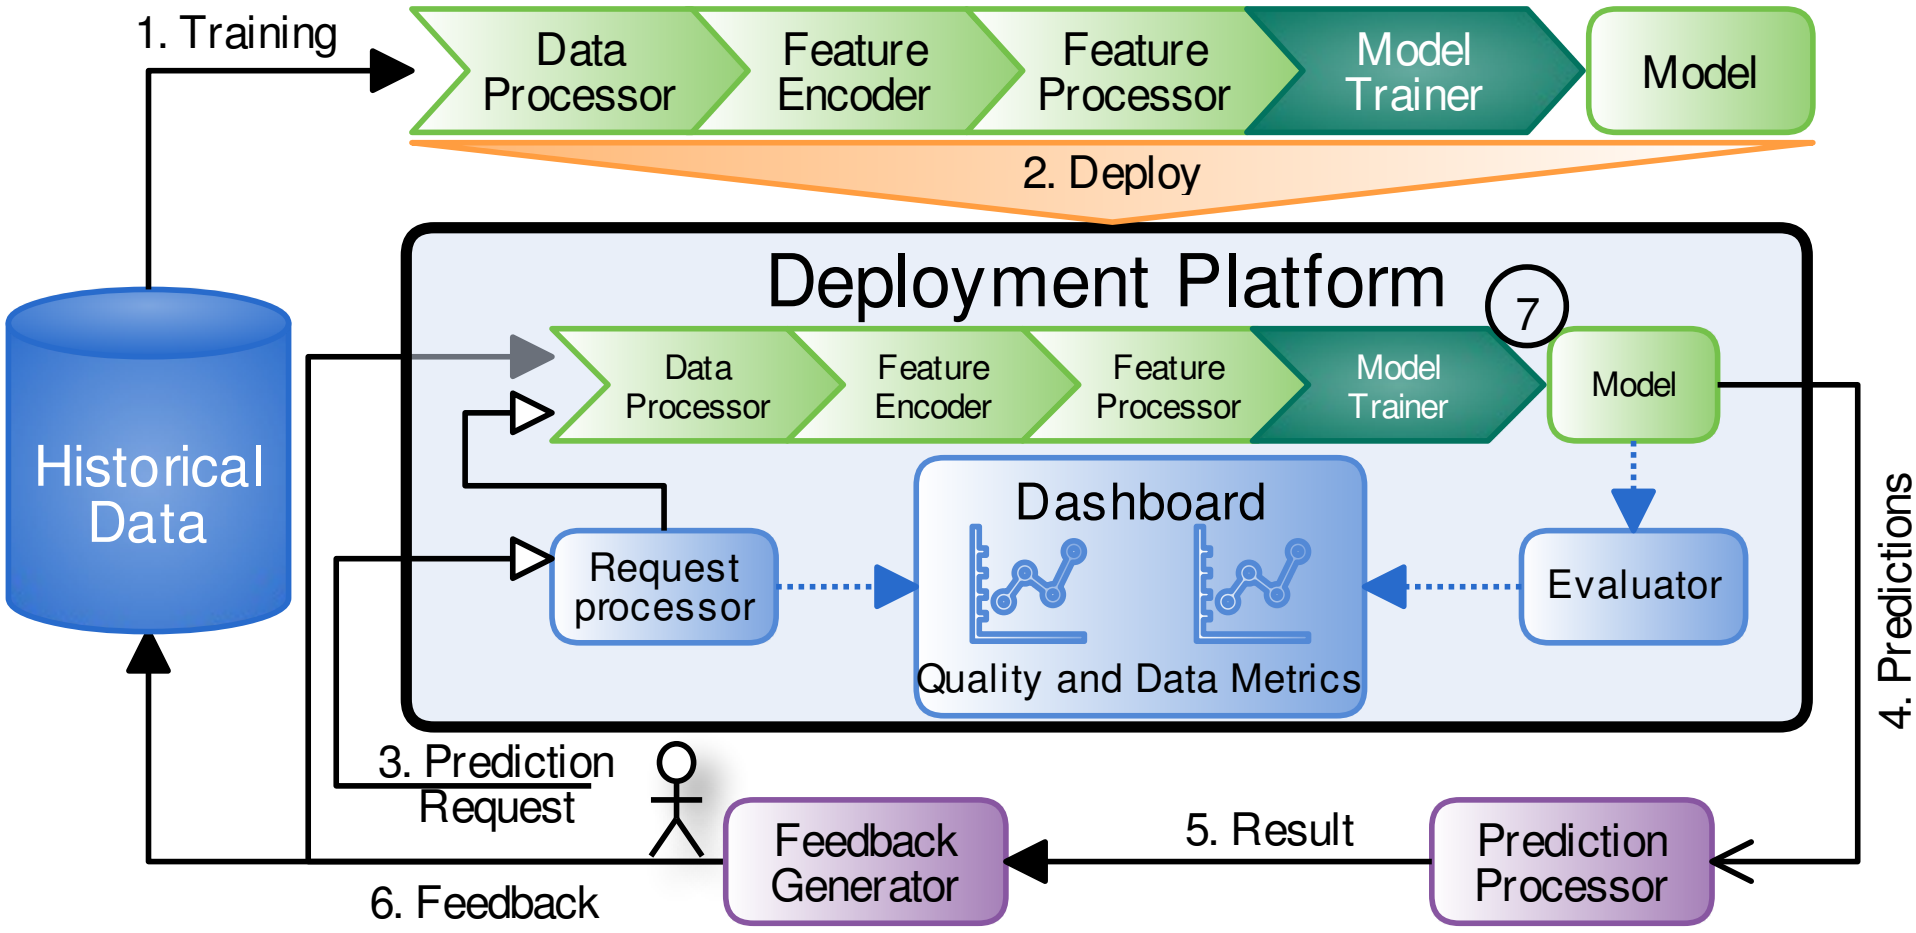 1. Training
Data
Processor
Feature
Encoder
Feature
Processor
Model
Trainer
Model
2. Deploy
Deployment Platform
7
Data
Processor
Feature
Encoder
Feature
Processor
Model
Trainer
Model
Historical
Data
Dashboard
Request
processor
Evaluator
Quality and Data Metrics
4. Predictions
3. Prediction
Request
Feedback
Generator
5. Result
Prediction
Processor
6. Feedback